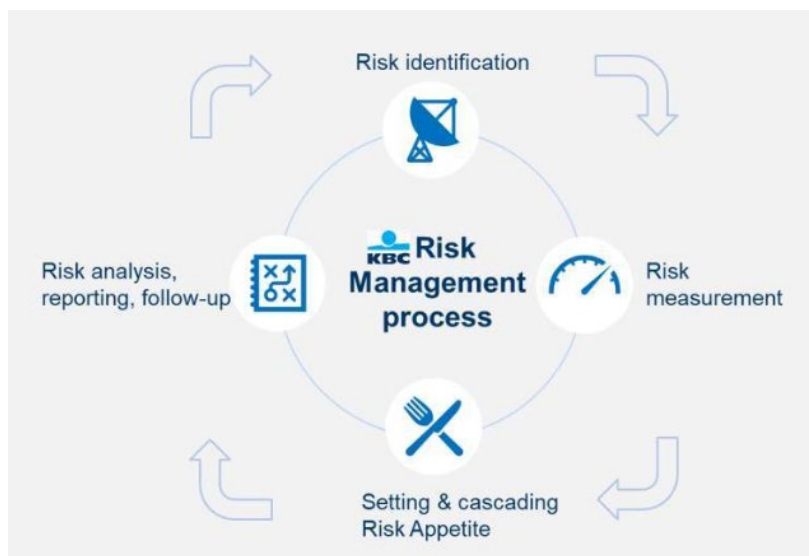 Risk identification
KBC Risk
Management
process
Risk analysis,
reporting, follow-up
Risk
measurement
Setting & cascading
Risk Appetite